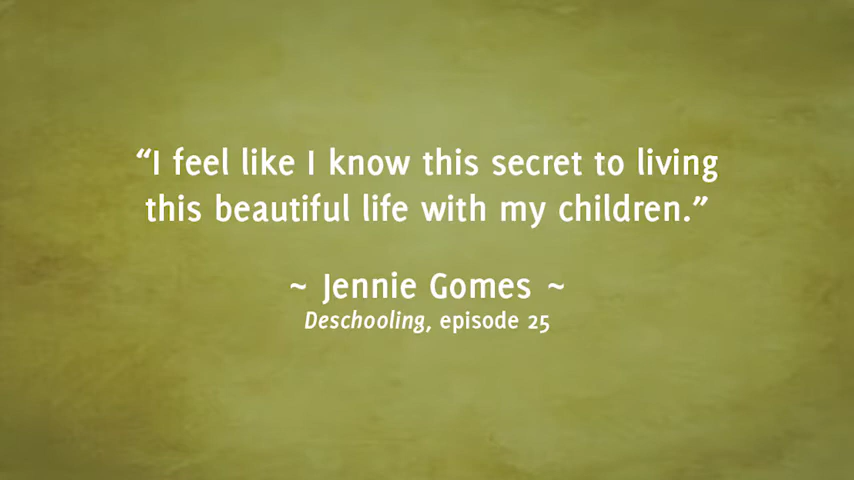 “I feel like I know this secret to living
this beautiful life with my children.”
~ Jennie Gomes ~
Deschooling, episode 25